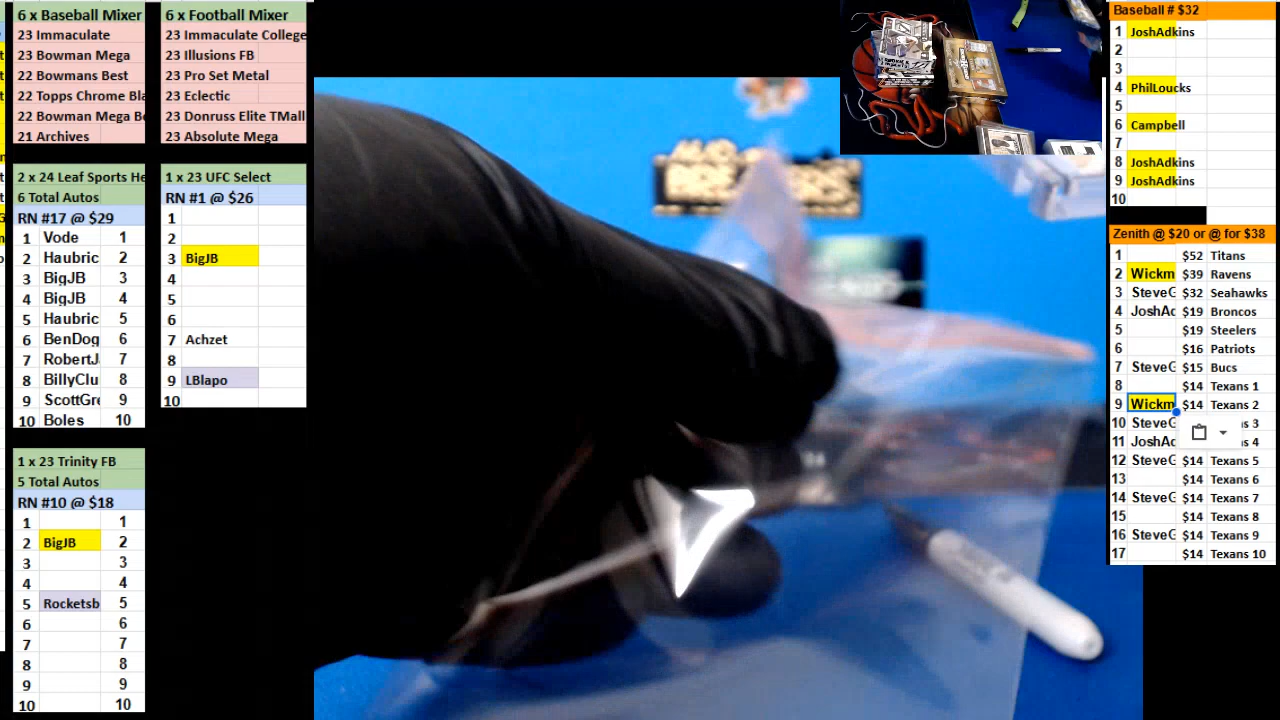 6 x Baseball Mixer
23 Immaculate
23 Bowman Mega
22 Bowmans Best
22 Topps Chrome Bla
22 Bowman Mega B
21 Archives
6 x Football Mixer
23 Immaculate College
23 Illusions FB
23 Pro Set Metal
23 Eclectic
23 Donruss Elite TMall
23 Absolute Mega
2 x 24 Leaf Sports He
6 Total Autos
RN #17 @ $29
1 Vode 1
2 Haubric 2
3 BigJB 3
4 BigJB 4
5 Haubric 5
6 BenDog 6
7 RobertJ 7
8 BillyClu 8
9 ScottGre 9
10 Boles 10
1 x 23 UFC Select
RN #1 @ $26
1
2
3 BigJB
4
5
6
7 Achzet
8
9 LBlapo
10
1 x 23 Trinity FB
5 Total Autos
RN #10 @ $18
1 1
2 BigJB 2
3 3
4 4
5 Rocketsb 5
6 6
7 7
8 8
9 9
10 10
Baseball # $32
1 JoshAdkins
2
3
4 PhilLoucks
5
6 Campbell
7
8 JoshAdkins
9 JoshAdkins
10
Zenith @ $20 or @ for $38
1 $52 Titans
2 Wickm $39 Ravens
3 SteveG $32 Seahawks
4 JoshAc $19 Broncos
5 $19 Steelers
6 $16 Patriots
7 SteveG $15 Bucs
8 $14 Texans 1
9 Wickm $14 Texans 2
10 SteveG s 3
11 JoshAc s 4
12 SteveG $14 Texans 5
13 $14 Texans 6
14 SteveG $14 Texans 7
15 $14 Texans 8
16 SteveG $14 Texans 9
17 $14 Texans 10